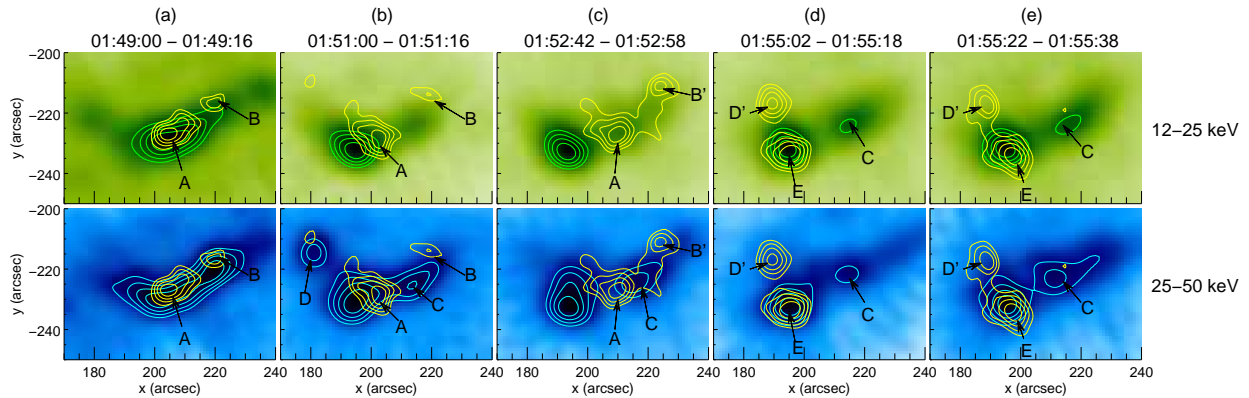 (a) (b) (c) (d) (e)
01:49:00 − 01:49:16 01:51:00 − 01:51:16 01:52:42 − 01:52:58 01:55:02 − 01:55:18 01:55:22 − 01:55:38
−200
−220
−240
y (arcsec)
B
A
B
A
B'
A
D'
C
E
D'
C
E
12−25 keV
−200
−220
−240
y (arcsec)
B
A
D
B
C
A
B'
C
A
D'
C
E
D'
C
E
25−50 keV
180 200 220 240 180 200 220 240 180 200 220 240 180 200 220 240 180 200 220 240
x (arcsec) x (arcsec) x (arcsec) x (arcsec) x (arcsec)